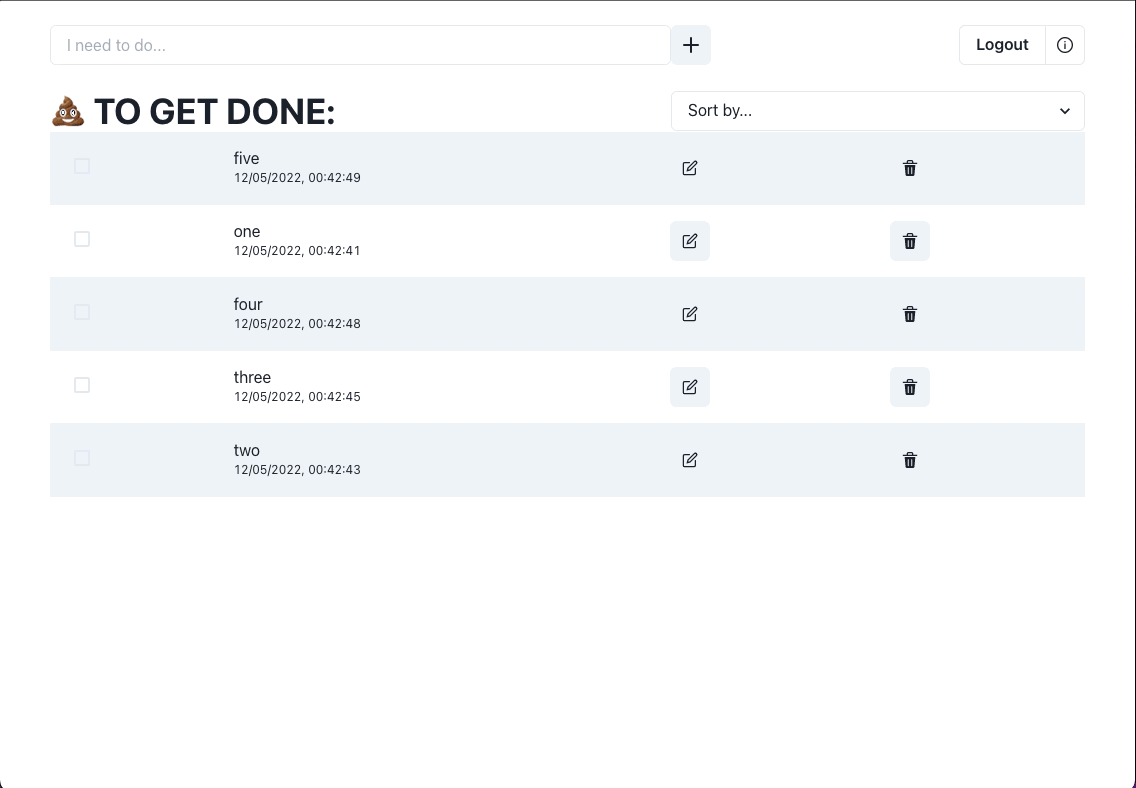 I need to do...
Logout
💩 TO GET DONE:
Sort by...
five
12/05/2022, 00:42:49
one
12/05/2022, 00:42:41
four
12/05/2022, 00:42:48
three
12/05/2022, 00:42:45
two
12/05/2022, 00:42:43